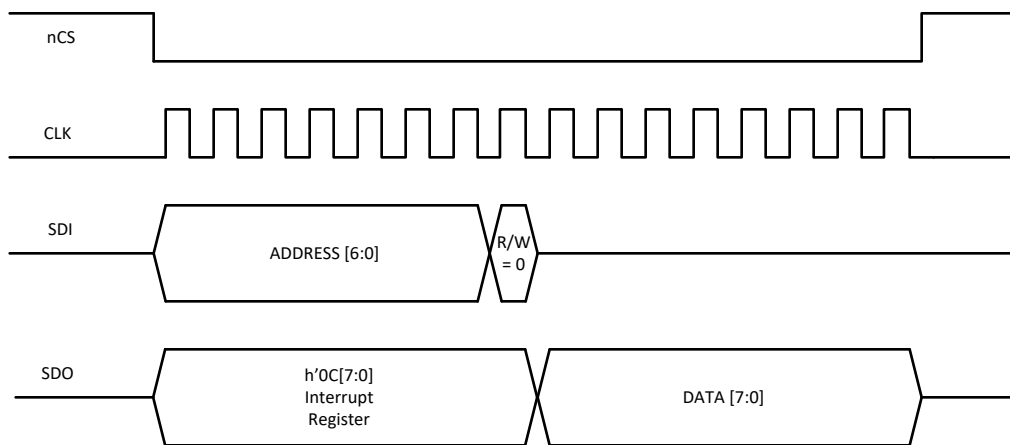 nCS
CLK
SDI
ADDRESS [6:0]
R/W
= 0
SDO
h'0C[7:0]
Interrupt
Register
DATA [7:0]